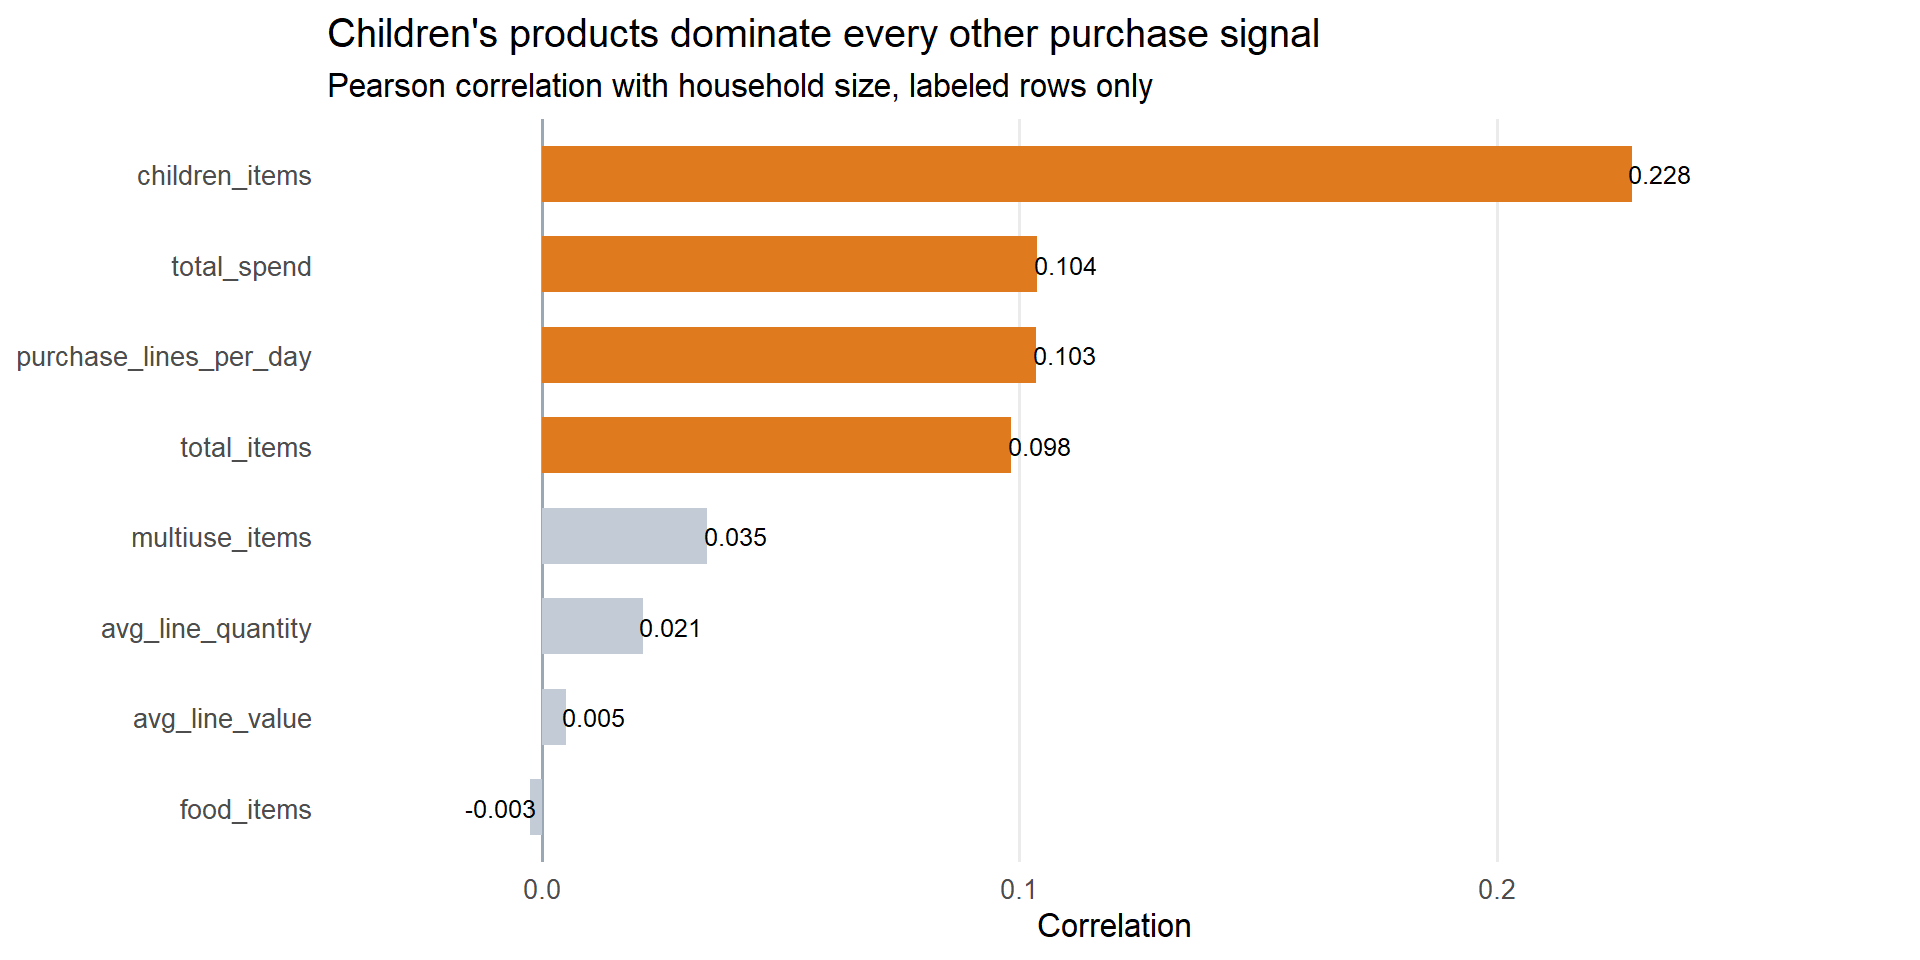 Children's products dominate every other purchase signal
Pearson correlation with household size, labeled rows only
children_items 0.228
total_spend 0.104
purchase_lines_per_day 0.103
total_items 0.098
multiuse_items 0.035
avg_line_quantity 0.021
avg_line_value 0.005
food_items -0.003
0.0 0.1 0.2
Correlation